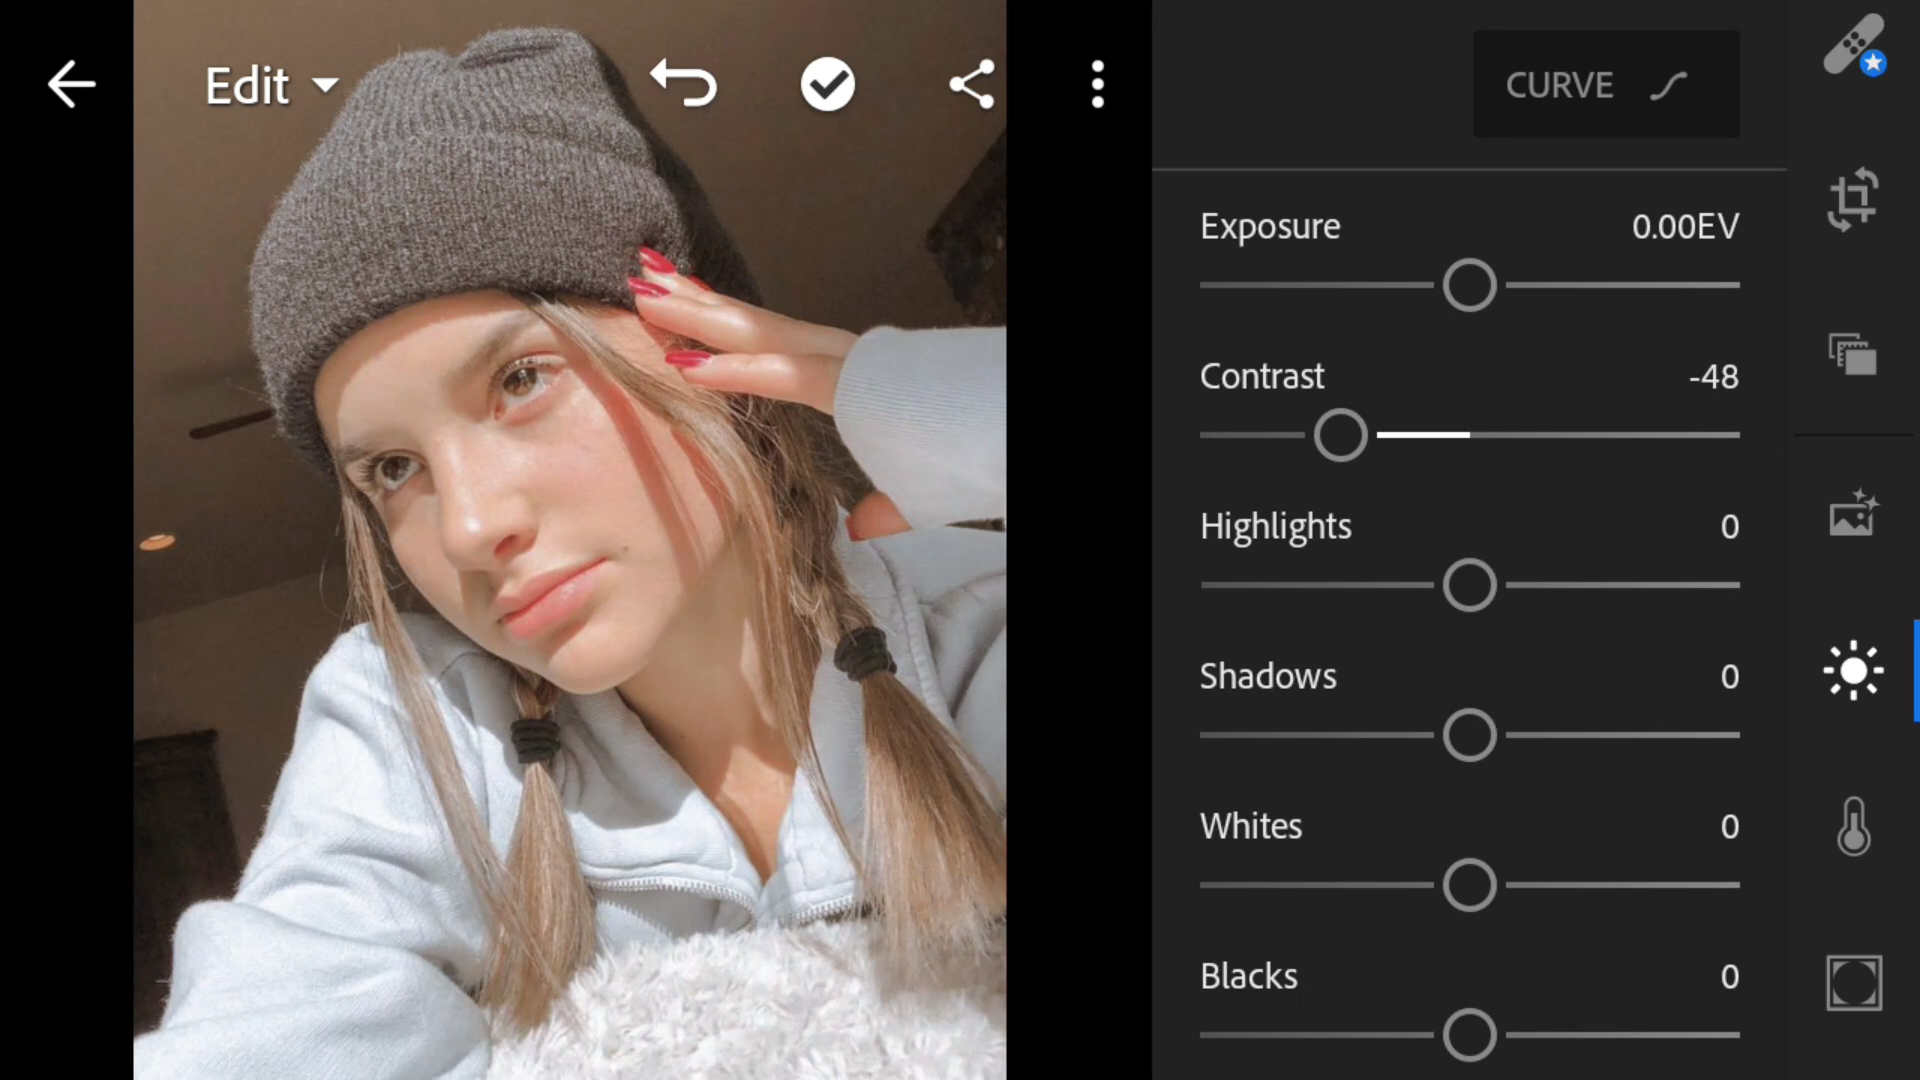 Edit
CURVE
Exposure 0.00EV
Contrast -48
Highlights 0
Shadows 0
Whites 0
Blacks 0